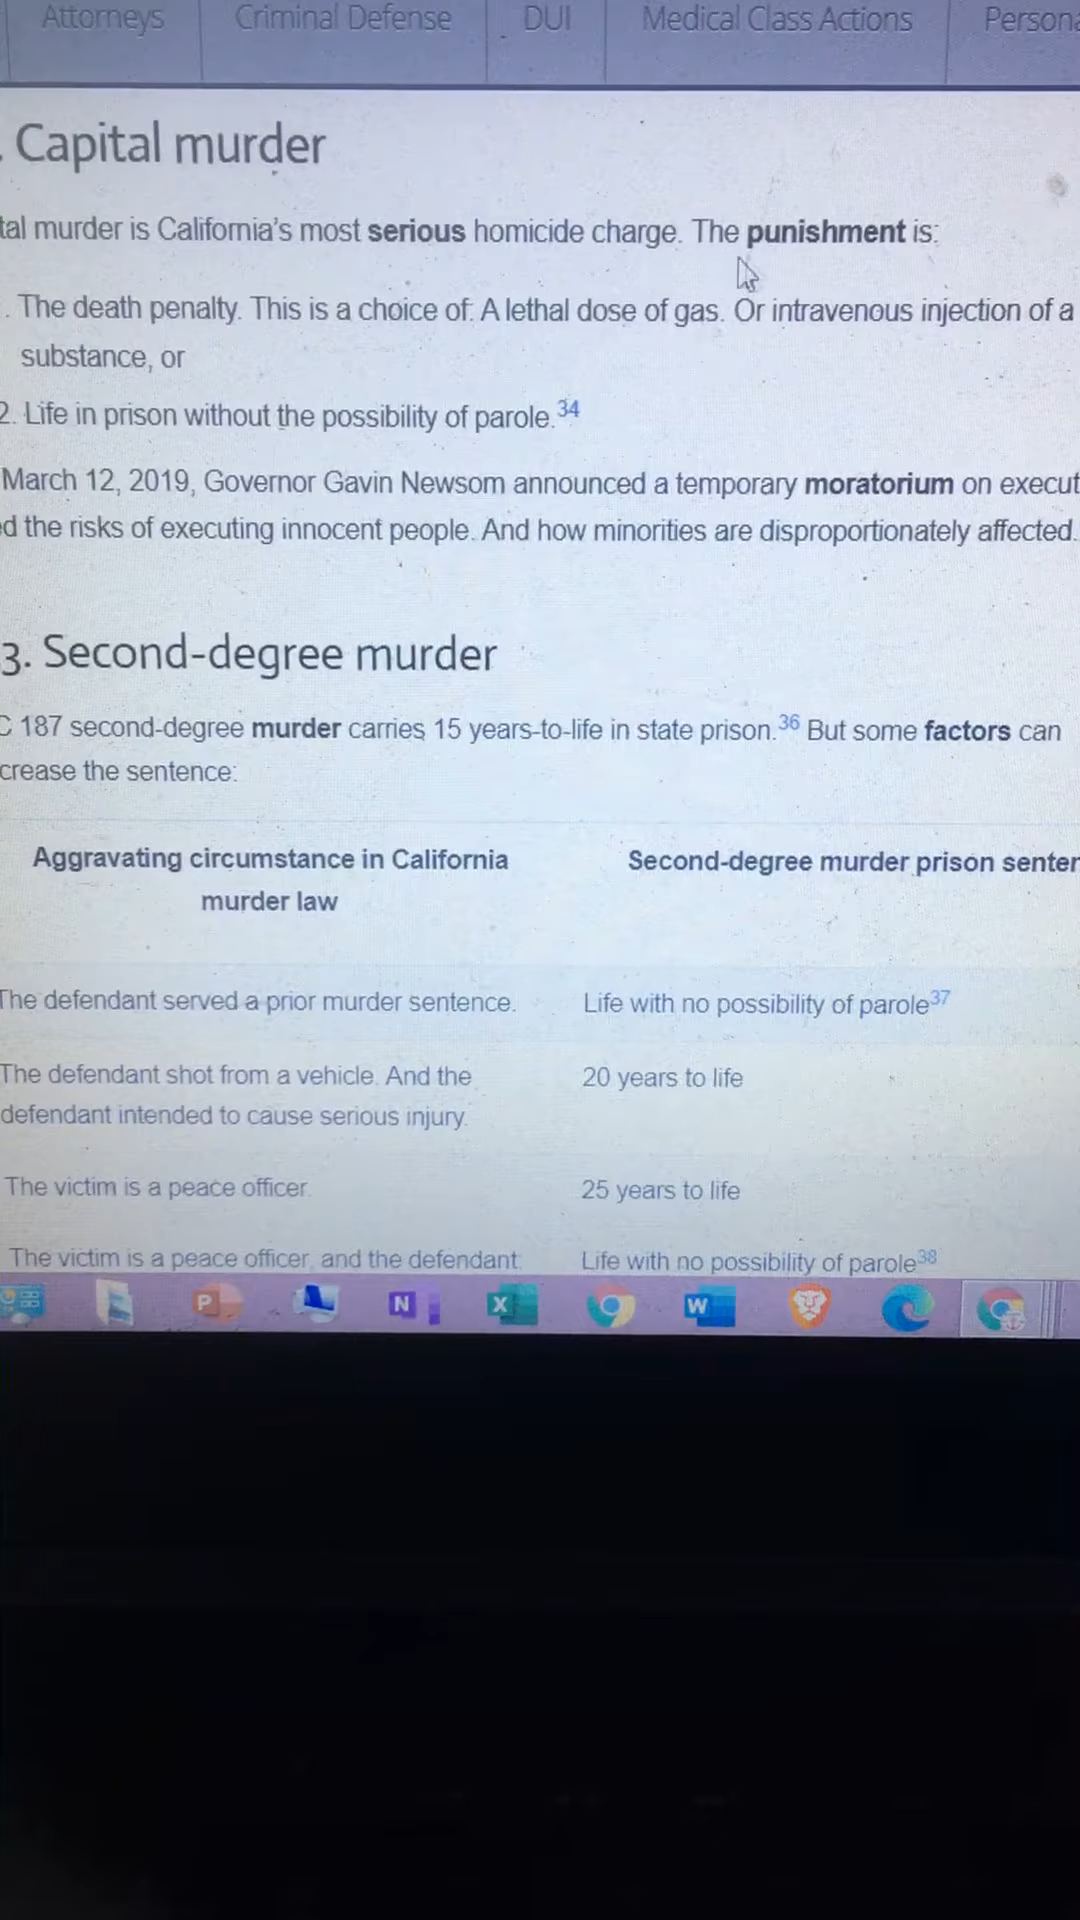 Attorneys Criminal Defense DUI Medical Class Actions Persona
. Capital murder
tal murder is California's most serious homicide charge. The punishment is:
. The death penalty. This is a choice of: A lethal dose of gas. Or intravenous injection of a
substance, or
2. Life in prison without the possibility of parole.34
March 12, 2019, Governor Gavin Newsom announced a temporary moratorium on execut
d the risks of executing innocent people. And how minorities are disproportionately affected.
3. Second-degree murder
C 187 second-degree murder carries 15 years-to-life in state prison.36 But some factors can
crease the sentence:
Aggravating circumstance in California Second-degree murder prison senten
murder law
The defendant served a prior murder sentence. Life with no possibility of parole37
The defendant shot from a vehicle. And the 20 years to life
defendant intended to cause serious injury.
The victim is a peace officer. 25 years to life
The victim is a peace officer, and the defendant: Life with no possibility of parole38
P N X W